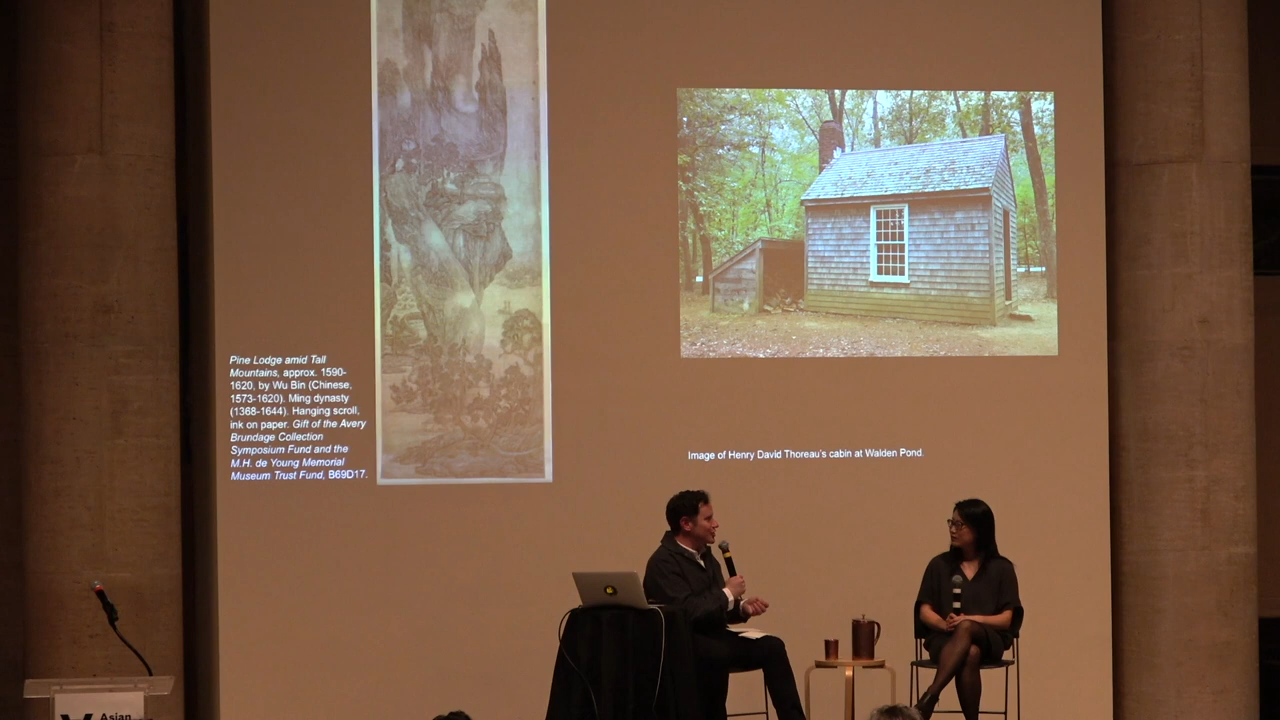 Pine Lodge amid Tall
Mountains, approx. 1590-
1620, by Wu Bin (Chinese,
1573-1620). Ming dynasty
(1368-1644). Hanging scroll,
ink on paper. Gift of the Avery
Brundage Collection
Symposium Fund and the
M.H. de Young Memorial
Museum Trust Fund, B69D17.
Image of Henry David Thoreau's cabin at Walden Pond.
Asian